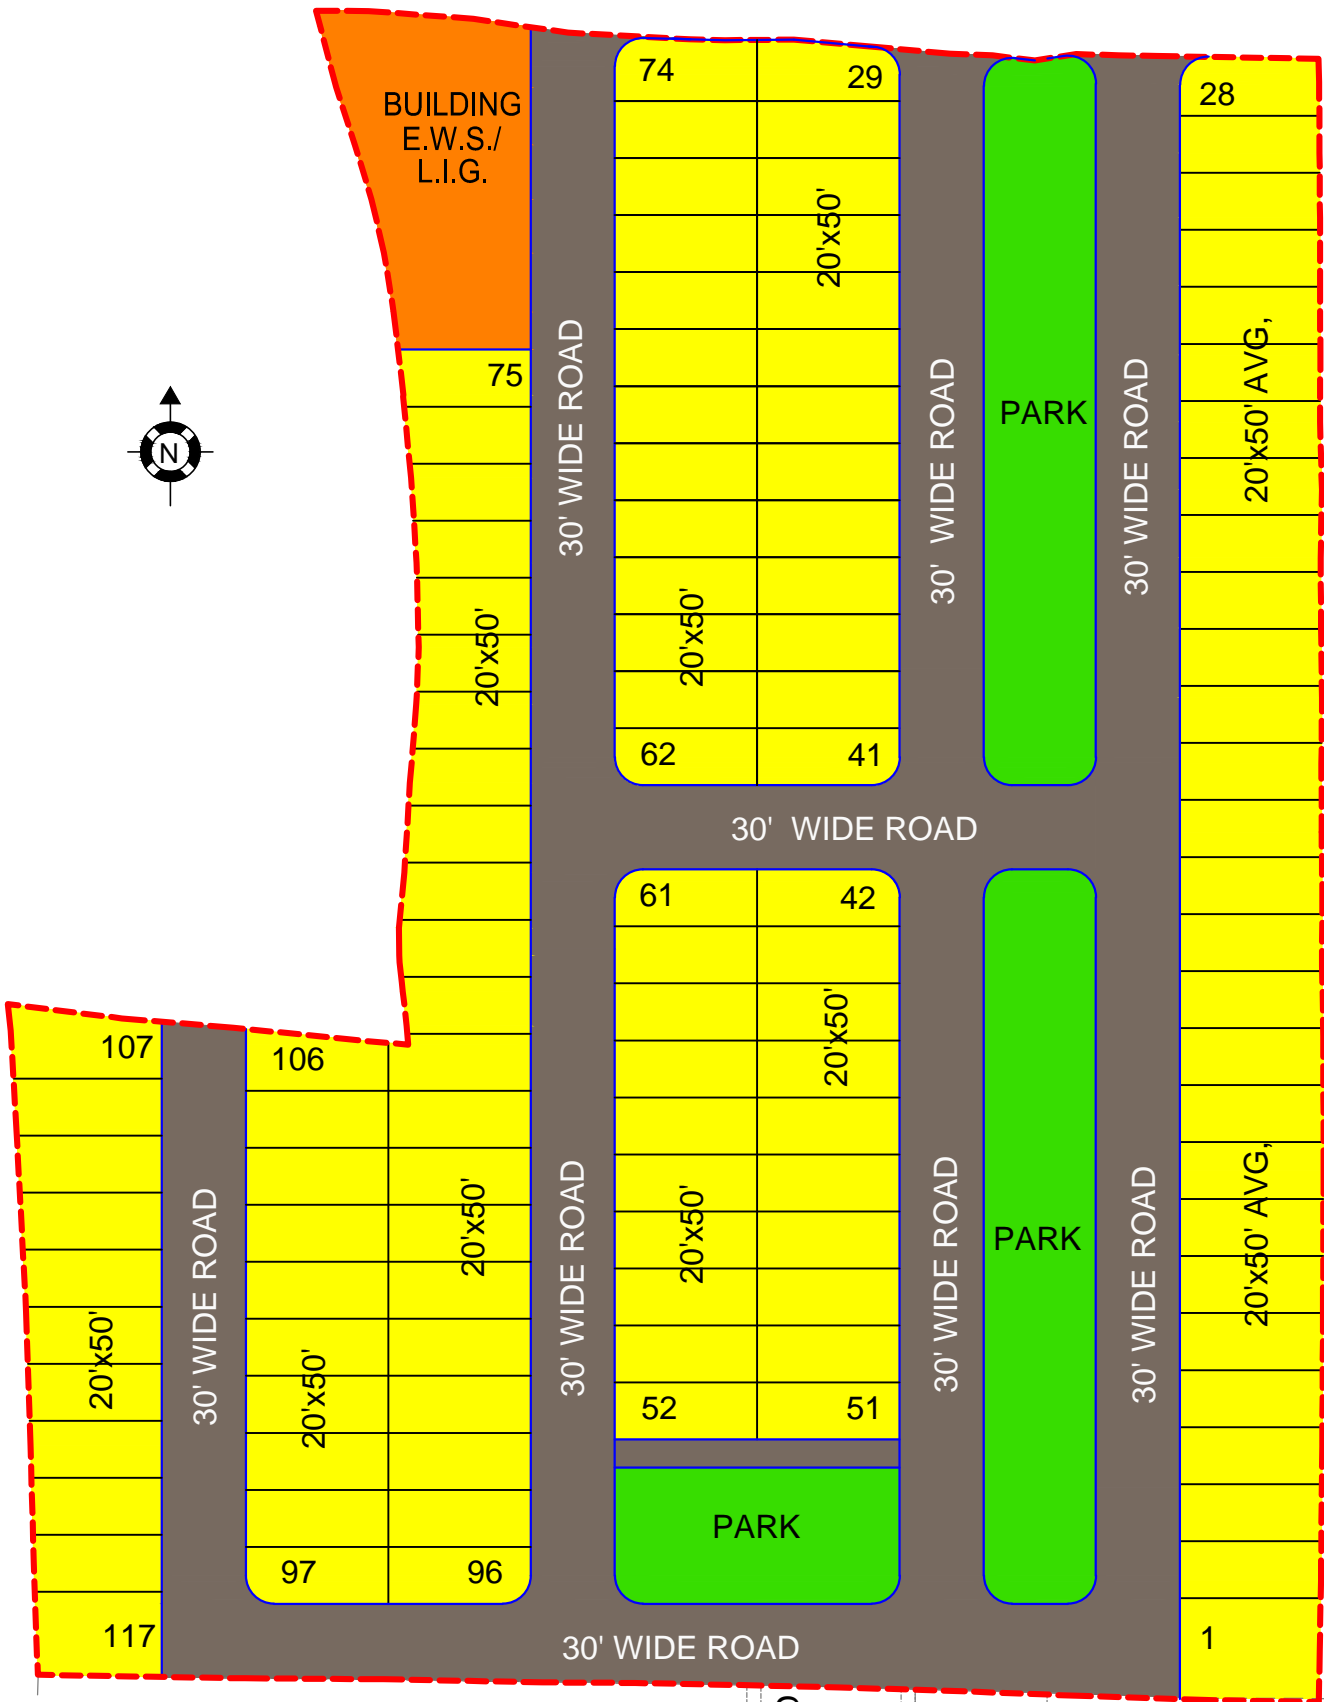 BUILDING
E.W.S./
L.I.G.
74
29
28
20'x50'
75
30' WIDE ROAD
30' WIDE ROAD
PARK
30' WIDE ROAD
20'x50' AVG,
N
20'x50'
20'x50'
62
41
30' WIDE ROAD
61
42
20'x50'
107
106
30' WIDE ROAD
20'x50'
30' WIDE ROAD
20'x50'
30' WIDE ROAD
PARK
30' WIDE ROAD
20'x50' AVG,
20'x50'
20'x50'
52
51
PARK
97
96
117
30' WIDE ROAD
1